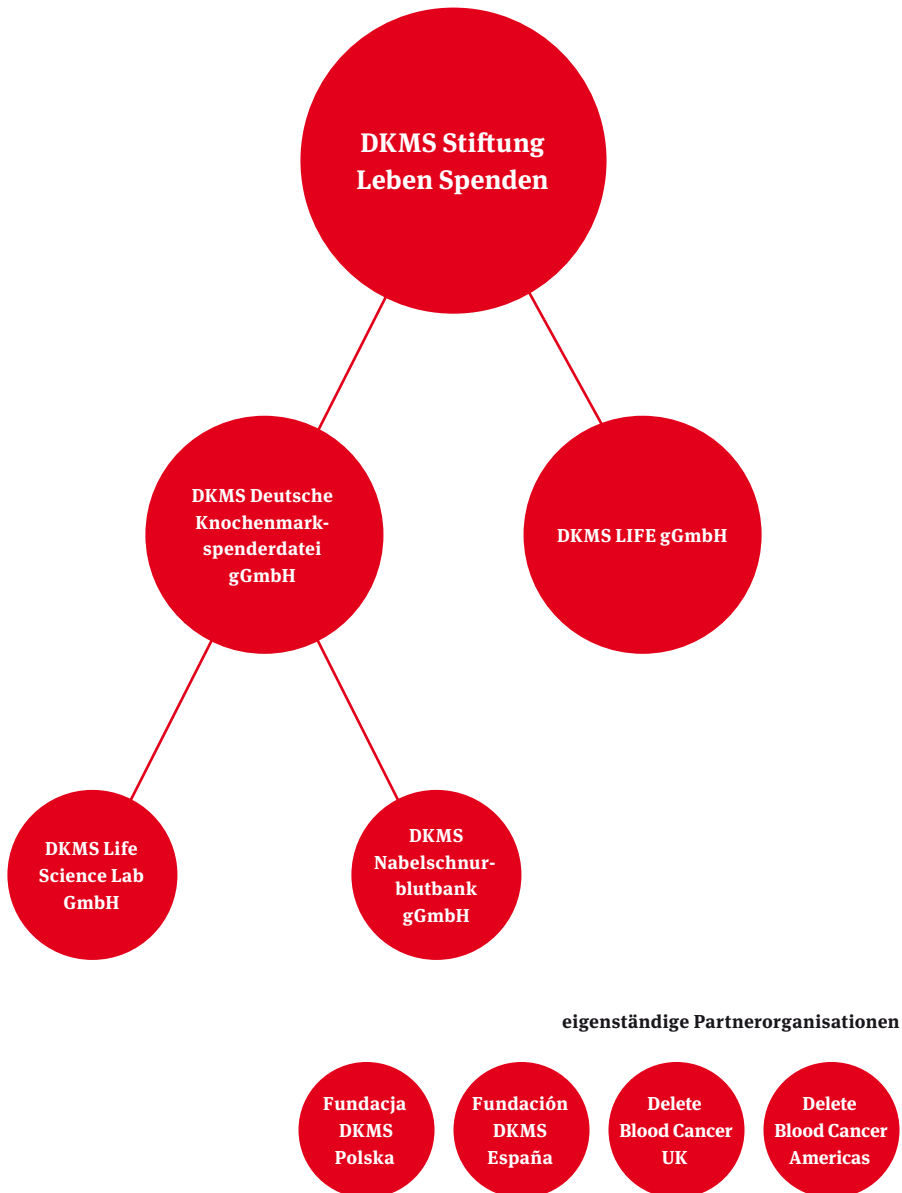 DKMS Stiftung
Leben Spenden
DKMS Deutsche
Knochenmark-
spenderdatei
gGmbH
DKMS LIFE gGmbH
DKMS Life
Science Lab
GmbH
DKMS
Nabelschnur-
blutbank
gGmbH
eigenständige Partnerorganisationen
Fundacja
DKMS
Polska
Fundación
DKMS
España
Delete
Blood Cancer
UK
Delete
Blood Cancer
Americas